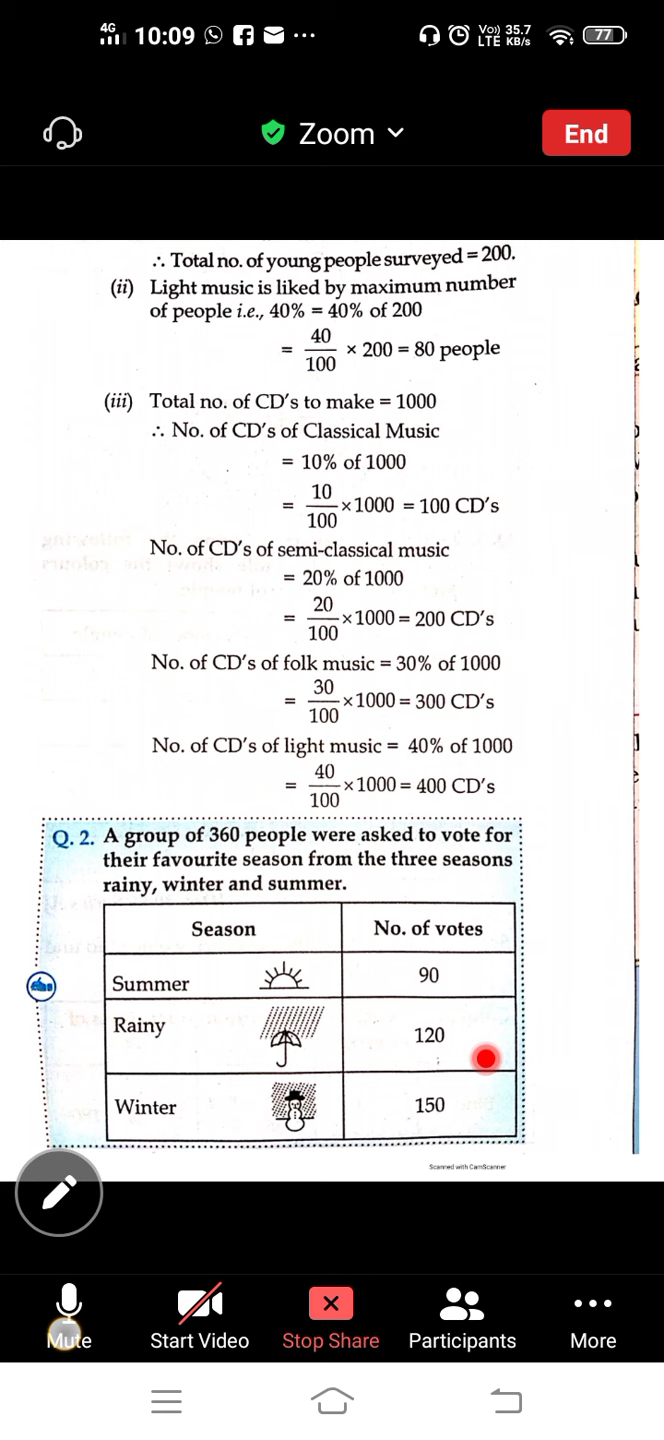 4G 10:09 ... Vo)) LTE 35.7 KB/s 77
Zoom End
∴ Total no. of young people surveyed = 200.
(ii) Light music is liked by maximum number
of people i.e., 40% = 40% of 200
= 40/100 × 200 = 80 people
(iii) Total no. of CD's to make = 1000
∴ No. of CD's of Classical Music
= 10% of 1000
= 10/100 ×1000 = 100 CD's
No. of CD's of semi-classical music
= 20% of 1000
= 20/100 ×1000 = 200 CD's
No. of CD's of folk music = 30% of 1000
= 30/100 ×1000 = 300 CD's
No. of CD's of light music = 40% of 1000
= 40/100 ×1000 = 400 CD's
Q. 2. A group of 360 people were asked to vote for
their favourite season from the three seasons
rainy, winter and summer.
Season No. of votes
Summer 90
Rainy 120
Winter 150
Scanned with CamScanner
Mute Start Video Stop Share Participants More